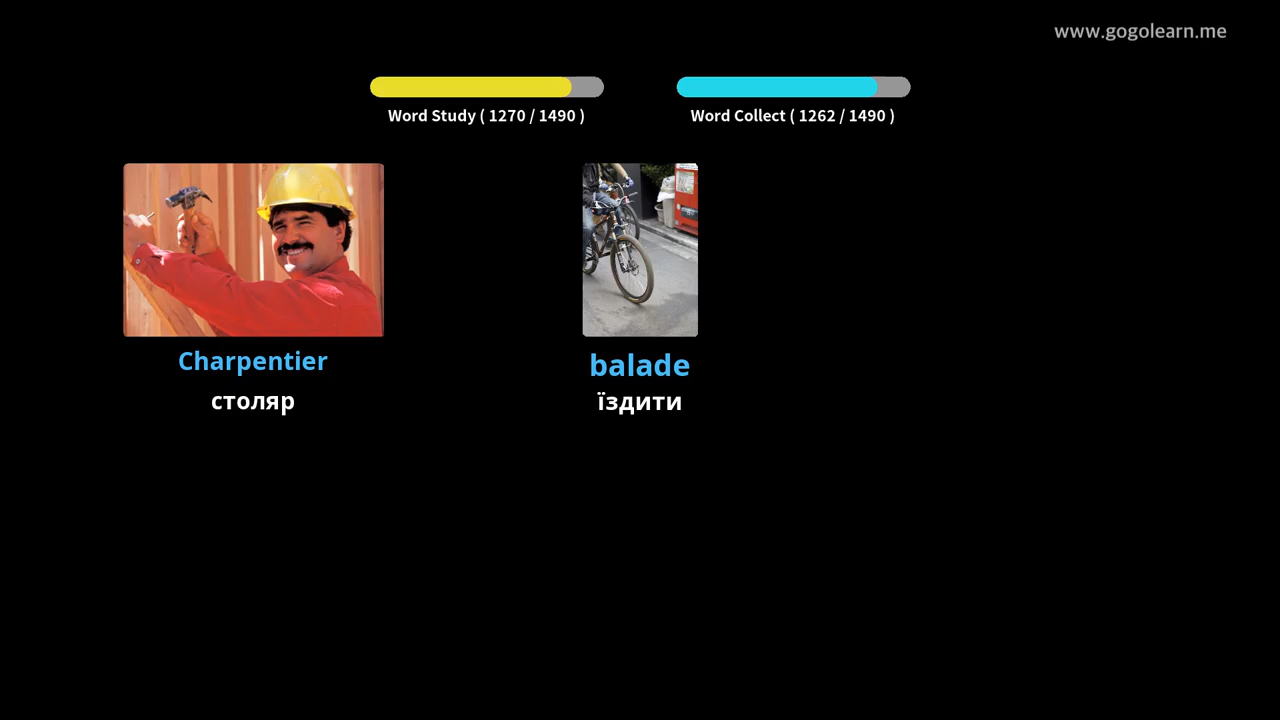 www.gogolearn.me
Word Study ( 1270 / 1490 )
Word Collect ( 1262 / 1490 )
Charpentier
столяр
balade
їздити